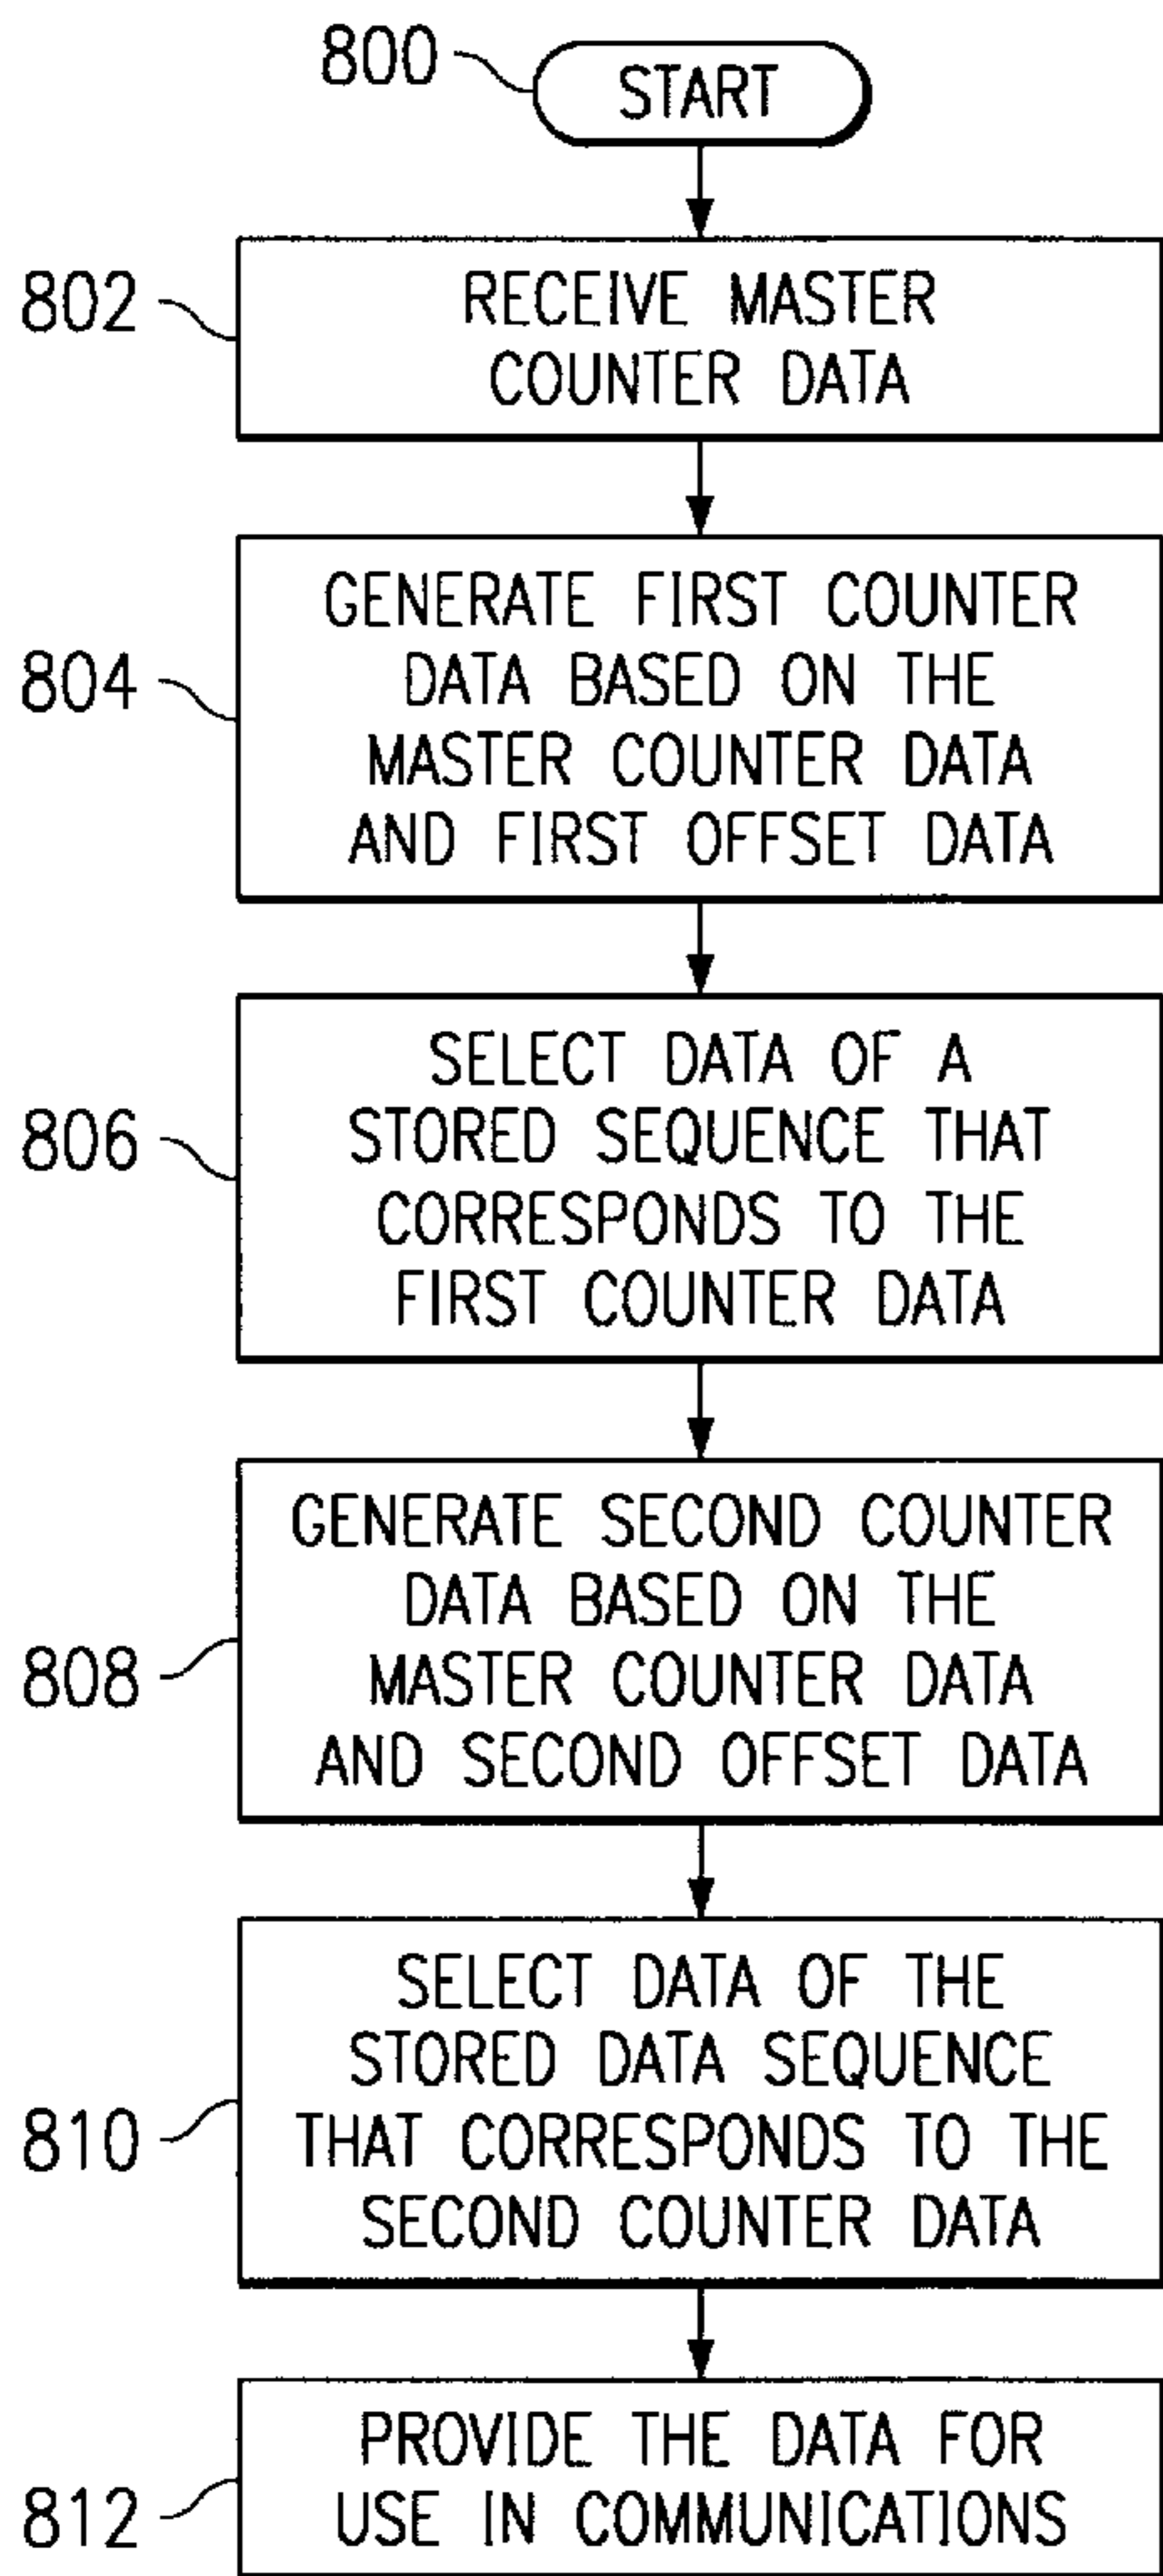 800
START
802
RECEIVE MASTER
COUNTER DATA
804
GENERATE FIRST COUNTER
DATA BASED ON THE
MASTER COUNTER DATA
AND FIRST OFFSET DATA
806
SELECT DATA OF A
STORED SEQUENCE THAT
CORRESPONDS TO THE
FIRST COUNTER DATA
808
GENERATE SECOND COUNTER
DATA BASED ON THE
MASTER COUNTER DATA
AND SECOND OFFSET DATA
810
SELECT DATA OF THE
STORED DATA SEQUENCE
THAT CORRESPONDS TO THE
SECOND COUNTER DATA
812
PROVIDE THE DATA FOR
USE IN COMMUNICATIONS